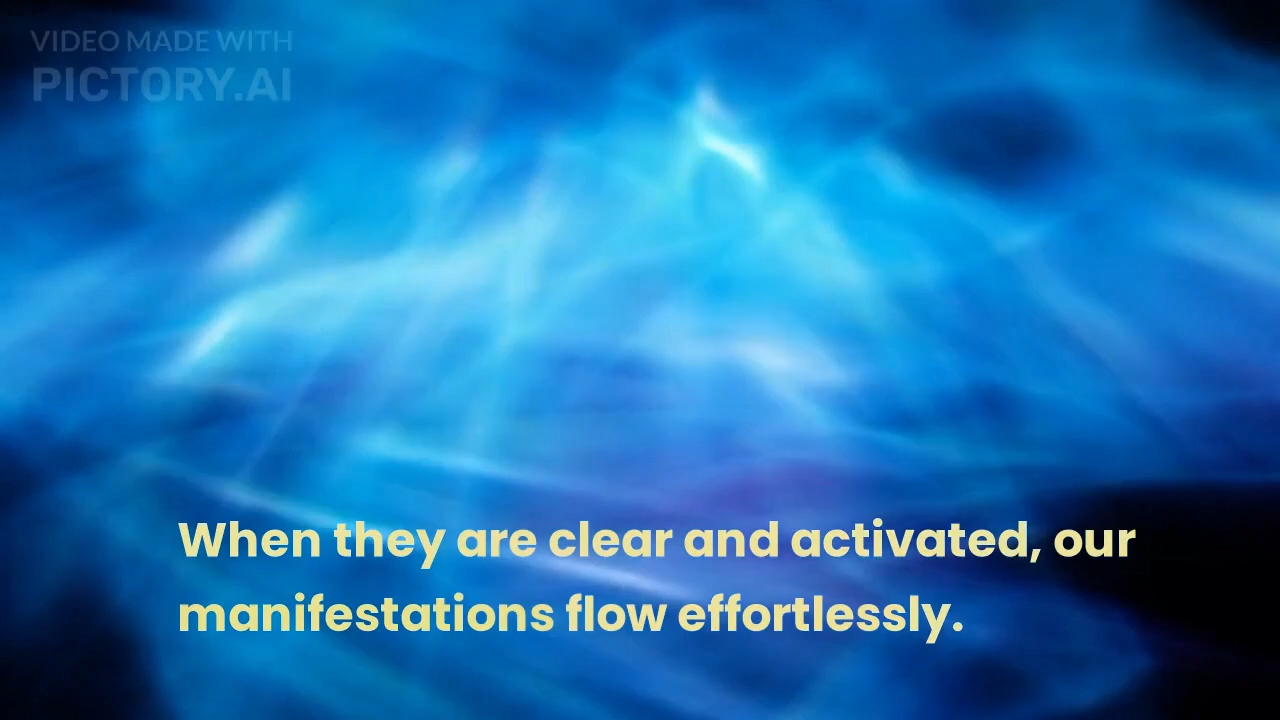 VIDEO MADE WITH
PICTORY.AI
When they are clear and activated, our
manifestations flow effortlessly.